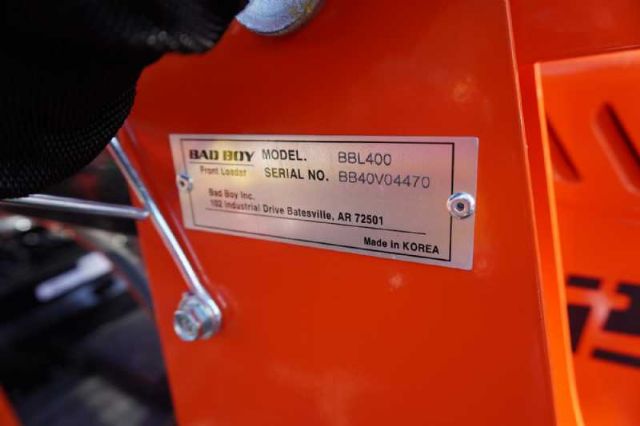 BAD BOY MODEL. BBL400
Front Loader SERIAL NO. BB40V04470
Bad Boy Inc.
102 Industrial Drive Batesville, AR 72501
Made in KOREA